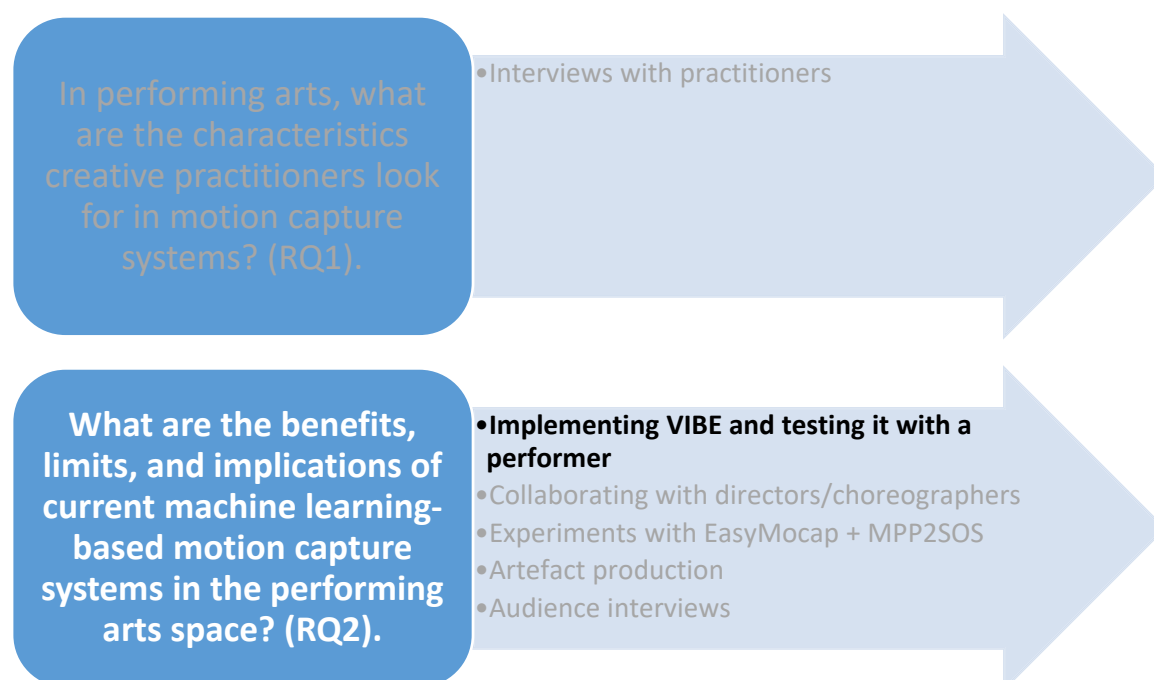 In performing arts, what
are the characteristics
creative practitioners look
for in motion capture
systems? (RQ1).
•Interviews with practitioners
What are the benefits,
limits, and implications of
current machine learning-
based motion capture
systems in the performing
arts space? (RQ2).
•Implementing VIBE and testing it with a
performer
•Collaborating with directors/choreographers
•Experiments with EasyMocap + MPP2SOS
•Artefact production
•Audience interviews